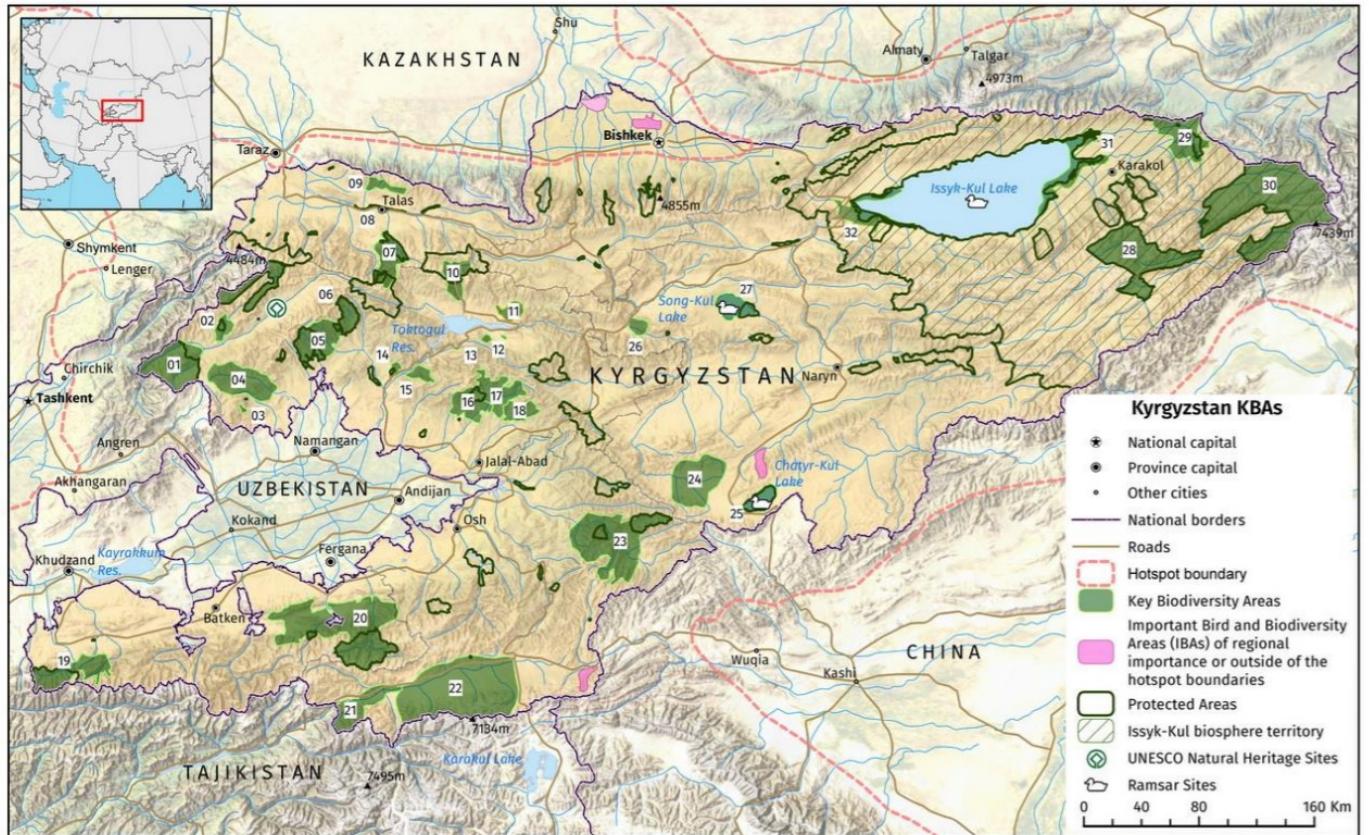 Shu
KAZAKHSTAN
Almaty
Talgar
4973m
Bishkek
Taraz
09
Talas
08
4855m
31
29
Karakol
Issyk-Kul Lake
30
32
Shymkent
Lenger
4484m
07
10
28
7439m
06
02
11
Song-Kul
Lake
27
Toktogul
Res.
05
14
13
12
26
01
Chirchik
04
15
KYRGYZSTAN
Naryn
Tashkent
03
16
17
18
Angren
Namangan
Akhangaran
Jalal-Abad
24
Chatyr-Kul
Lake
UZBEKISTAN
Andijan
25
Kokand
Osh
23
Khudzand
Kayrakkum
Res.
Fergana
Batken
20
19
Wuqia
CHINA
Kashi
22
21
7134m
TAJIKISTAN
7495m
Karakul Lake
Kyrgyzstan KBAs
National capital
Province capital
Other cities
National borders
Roads
Hotspot boundary
Key Biodiversity Areas
Important Bird and Biodiversity
Areas (IBAs) of regional
importance or outside of the
hotspot boundaries
Protected Areas
Issyk-Kul biosphere territory
UNESCO Natural Heritage Sites
Ramsar Sites
0 40 80 160 Km